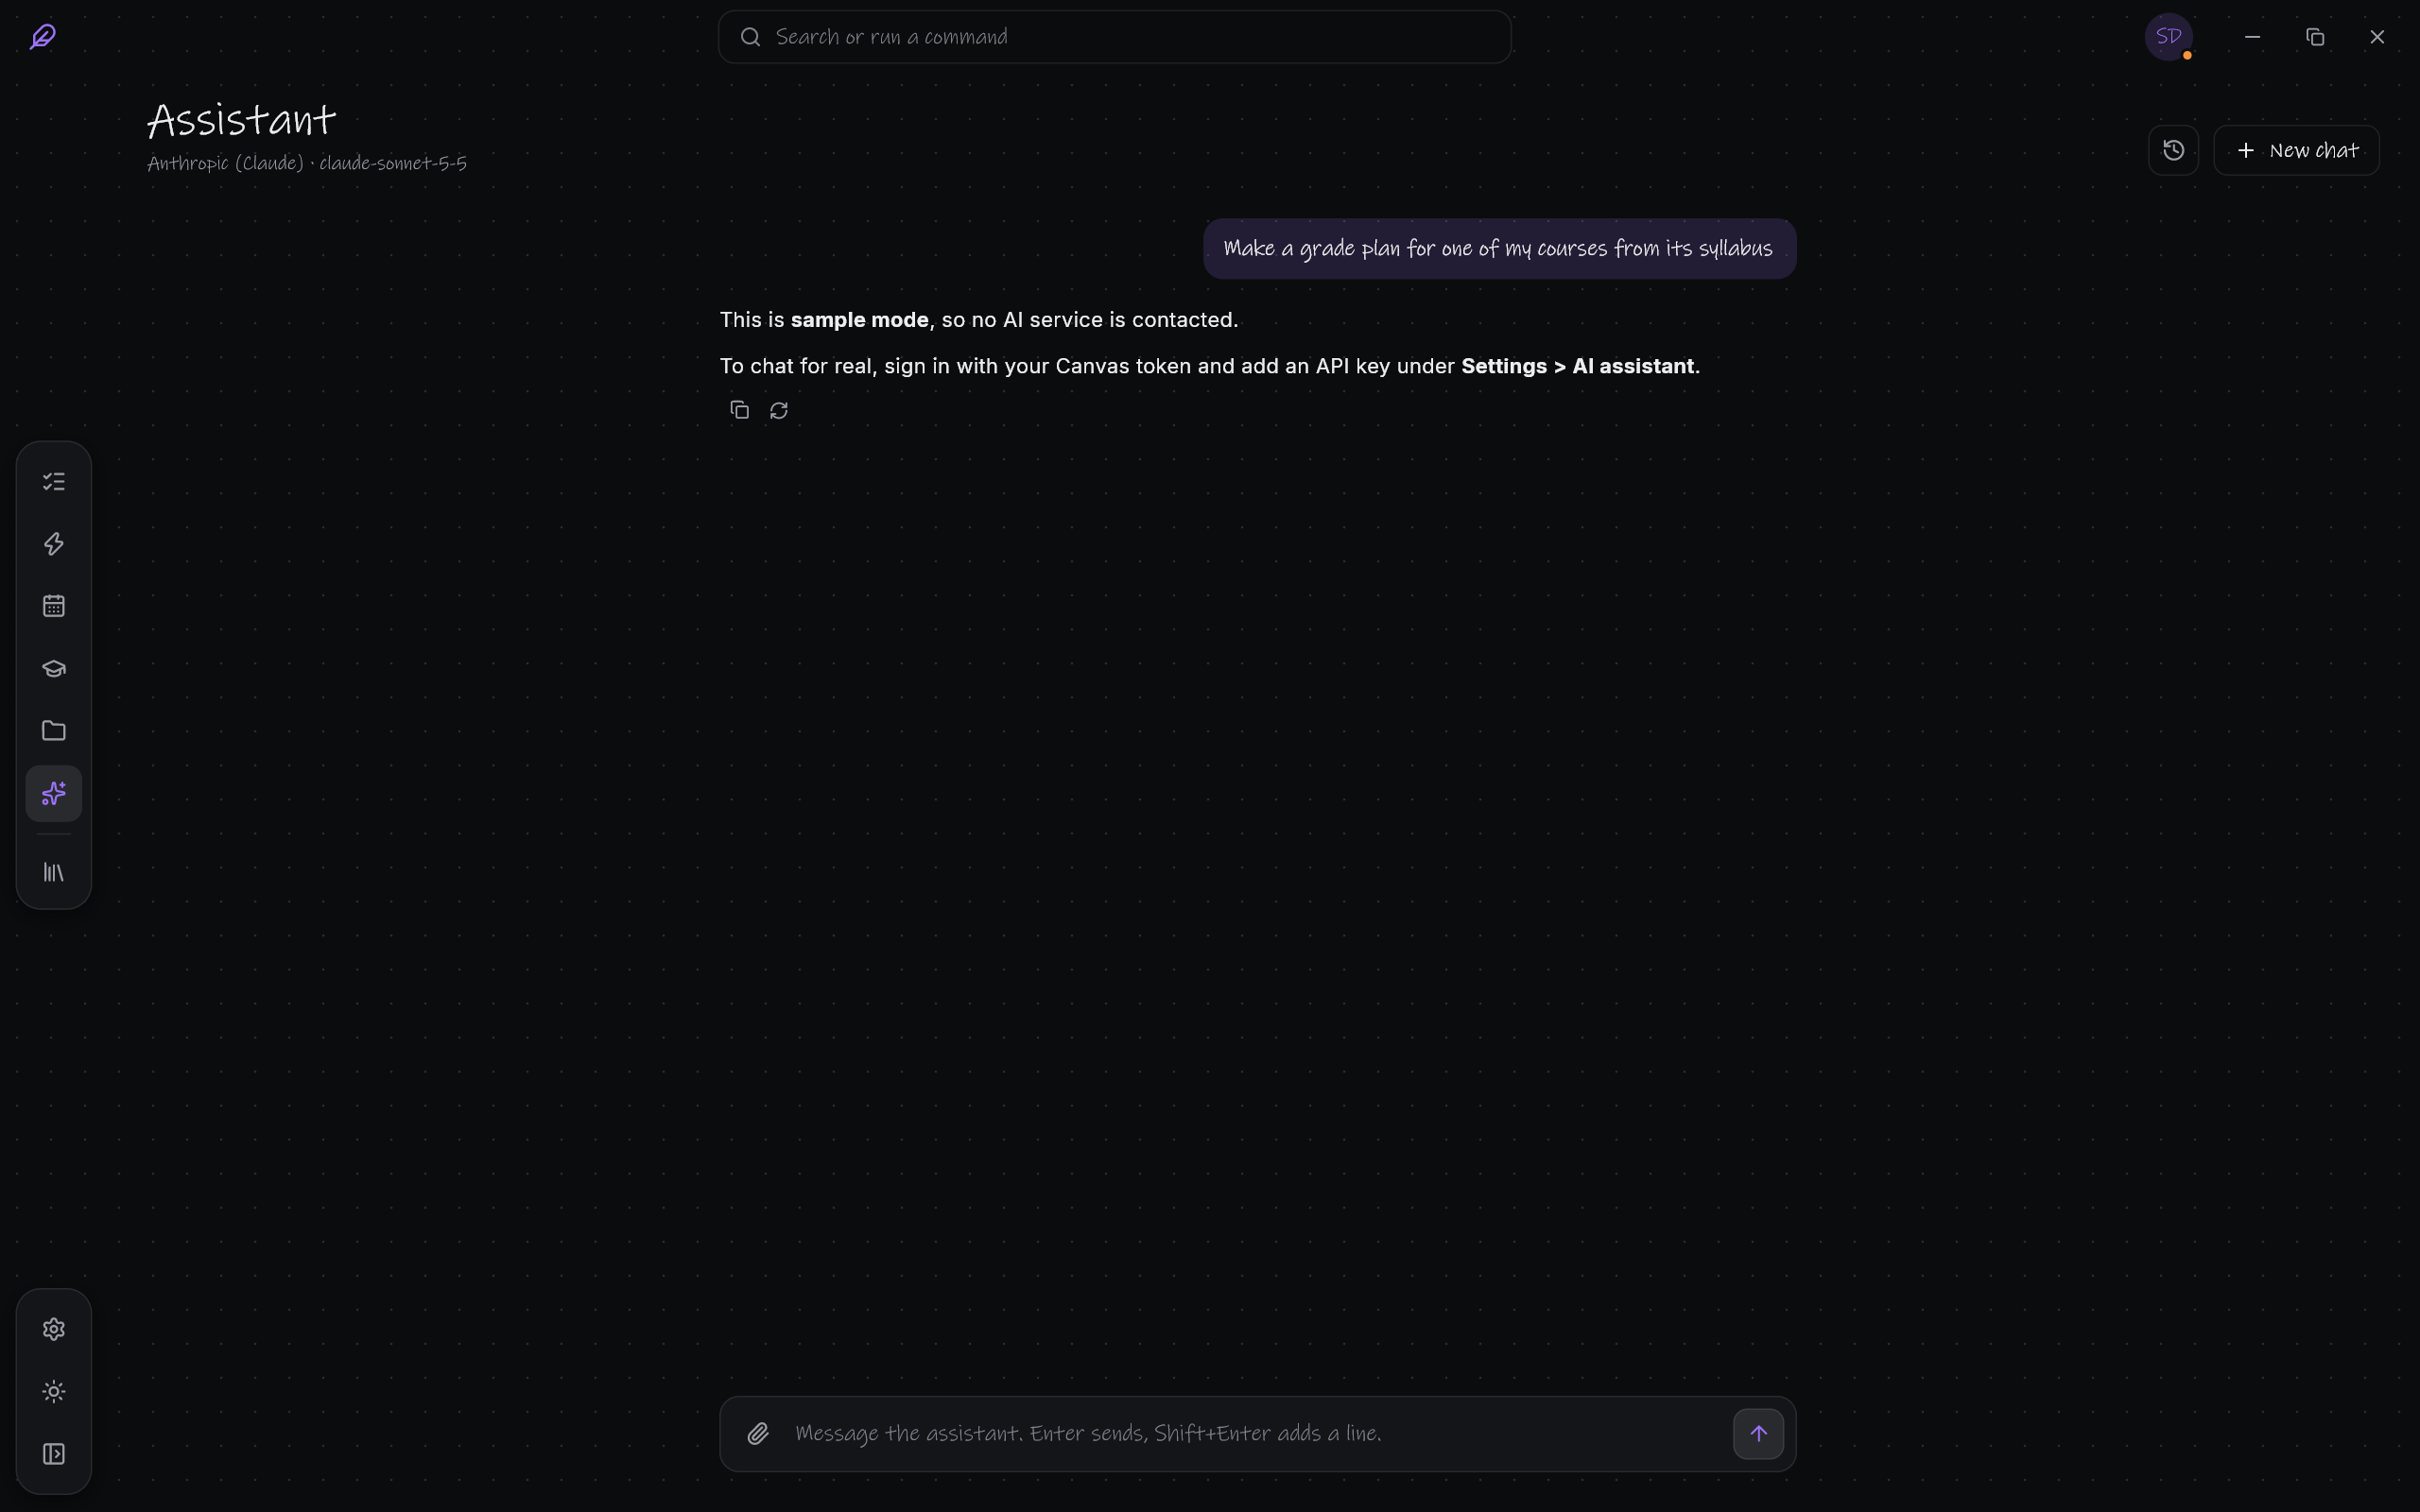 Search or run a command
SD
Assistant
Anthropic (Claude) · claude-sonnet-5-5
New chat
Make a grade plan for one of my courses from its syllabus
This is sample mode, so no AI service is contacted.
To chat for real, sign in with your Canvas token and add an API key under Settings > AI assistant.
Message the assistant. Enter sends, Shift+Enter adds a line.